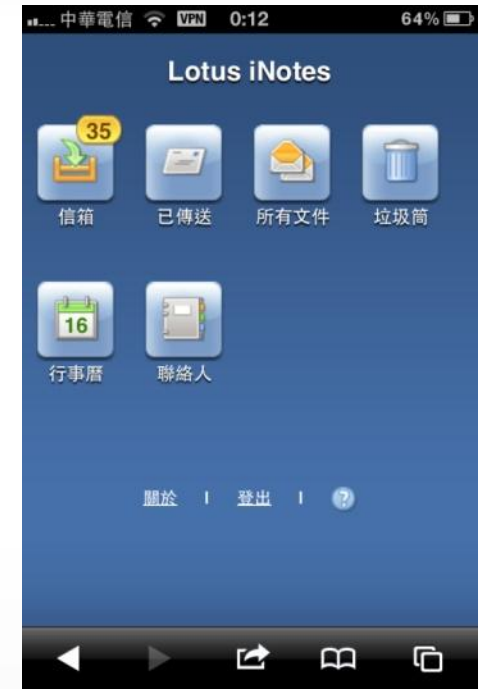 中華電信 VPN 0:12 64%
Lotus iNotes
35
信箱 已傳送 所有文件 垃圾筒
16
行事曆 聯絡人
關於 | 登出 | ?